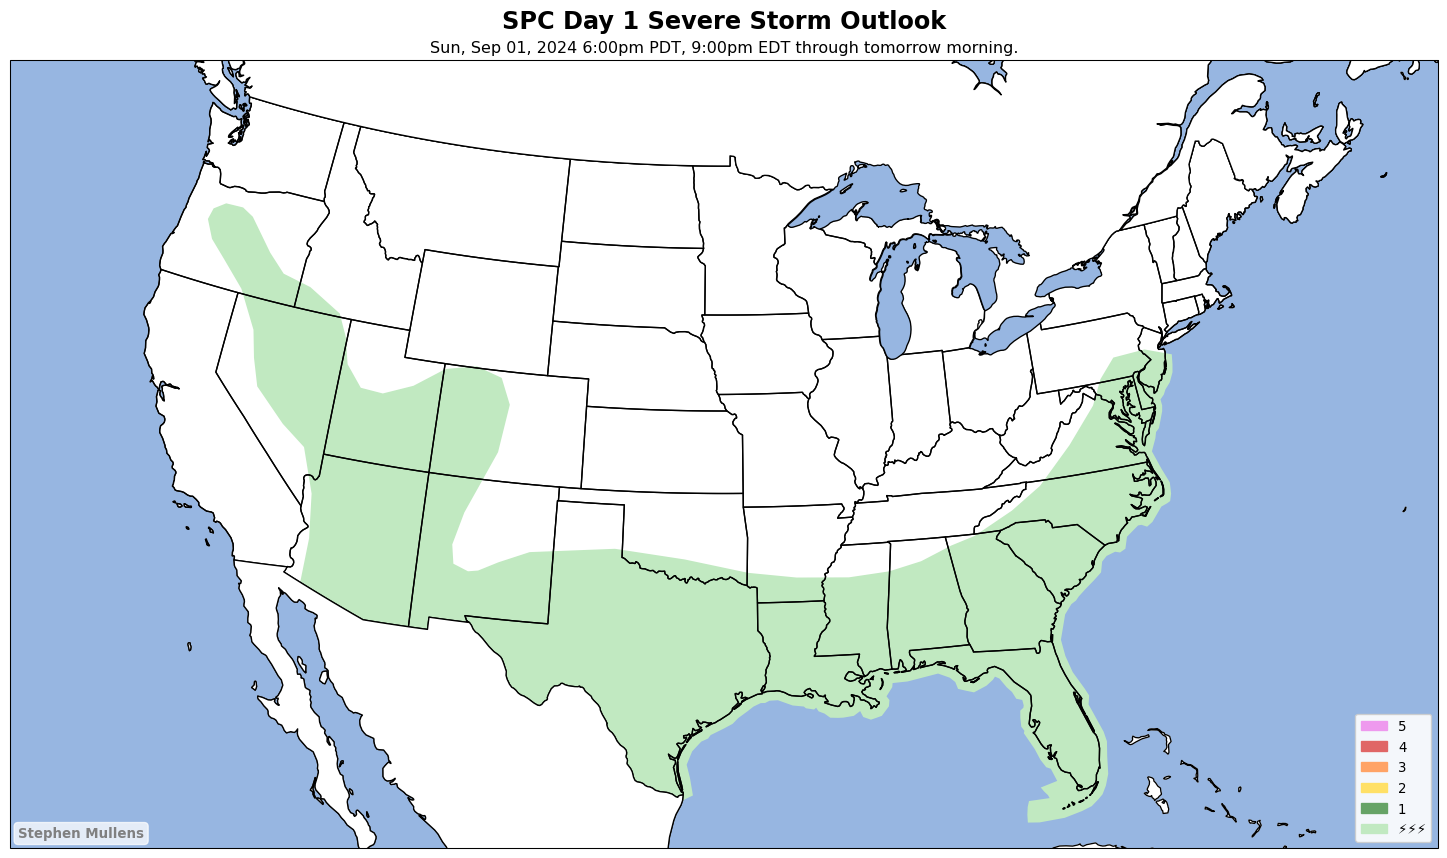 SPC Day 1 Severe Storm Outlook
Sun, Sep 01, 2024 6:00pm PDT, 9:00pm EDT through tomorrow morning.
5
4
3
2
1
⚡⚡⚡
Stephen Mullens